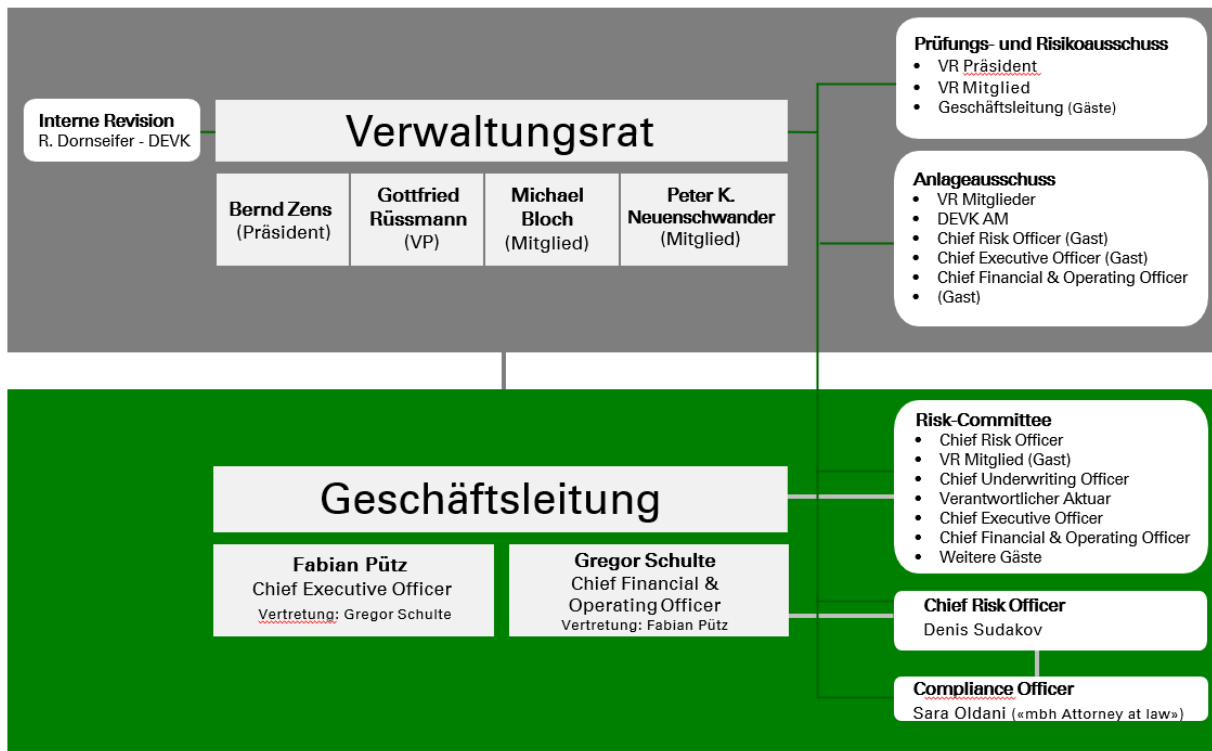 Prüfungs- und Risikoausschuss
• VR Präsident
• VR Mitglied
• Geschäftsleitung (Gäste)
Interne Revision
R. Dornseifer - DEVK
Verwaltungsrat
Bernd Zens
(Präsident)
Gottfried
Rüssmann
(VP)
Michael
Bloch
(Mitglied)
Peter K.
Neuenschwander
(Mitglied)
Anlageausschuss
• VR Mitglieder
• DEVK AM
• Chief Risk Officer (Gast)
• Chief Executive Officer (Gast)
• Chief Financial & Operating Officer
• (Gast)
Geschäftsleitung
Fabian Pütz
Chief Executive Officer
Vertretung: Gregor Schulte
Gregor Schulte
Chief Financial &
Operating Officer
Vertretung: Fabian Pütz
Risk-Committee
• Chief Risk Officer
• VR Mitglied (Gast)
• Chief Underwriting Officer
• Verantwortlicher Aktuar
• Chief Executive Officer
• Chief Financial & Operating Officer
• Weitere Gäste
Chief Risk Officer
Denis Sudakov
Compliance Officer
Sara Oldani («mbh Attorney at law»)